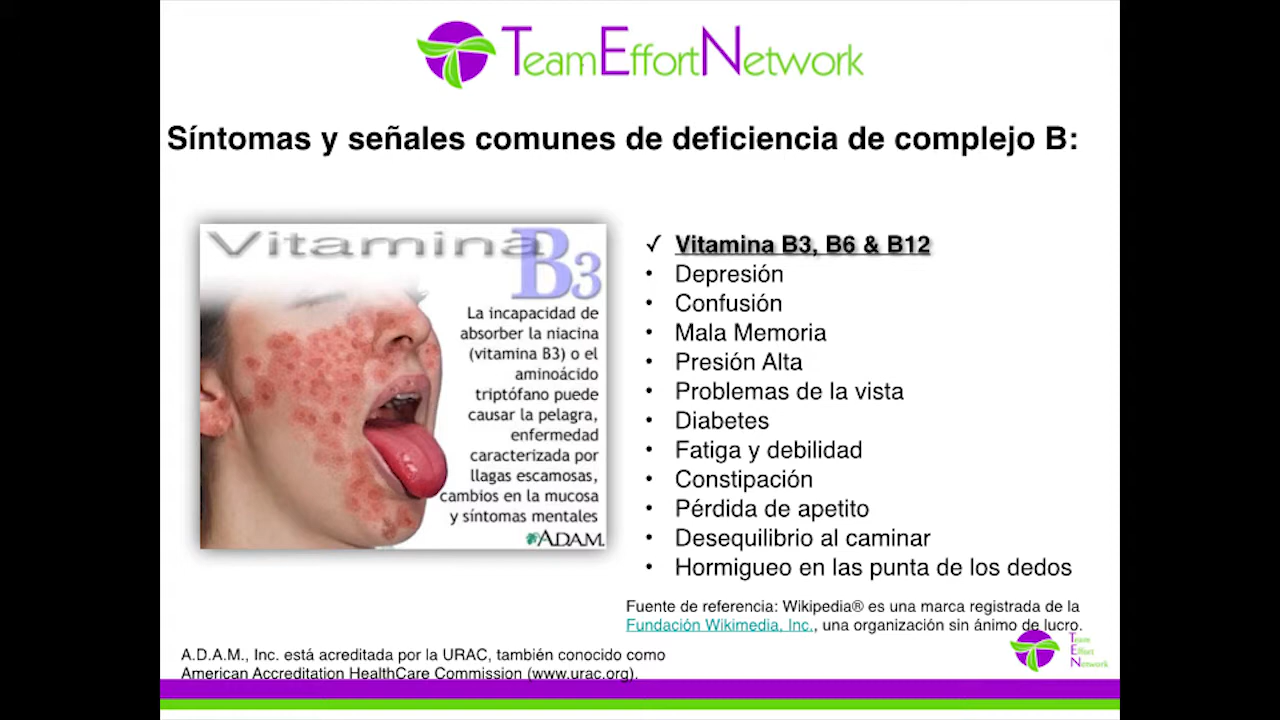 TeamEffortNetwork
Síntomas y señales comunes de deficiencia de complejo B:
Vitamina
B3
La incapacidad de
absorber la niacina
(vitamina B3) o el
aminoácido
triptófano puede
causar la pelagra,
enfermedad
caracterizada por
llagas escamosas,
cambios en la mucosa
y síntomas mentales
ADAM.
✓ Vitamina B3, B6 & B12
• Depresión
• Confusión
• Mala Memoria
• Presión Alta
• Problemas de la vista
• Diabetes
• Fatiga y debilidad
• Constipación
• Pérdida de apetito
• Desequilibrio al caminar
• Hormigueo en las punta de los dedos
Fuente de referencia: Wikipedia® es una marca registrada de la
Fundación Wikimedia, Inc., una organización sin ánimo de lucro.
Team
Effort
Network
A.D.A.M., Inc. está acreditada por la URAC, también conocido como
American Accreditation HealthCare Commission (www.urac.org).